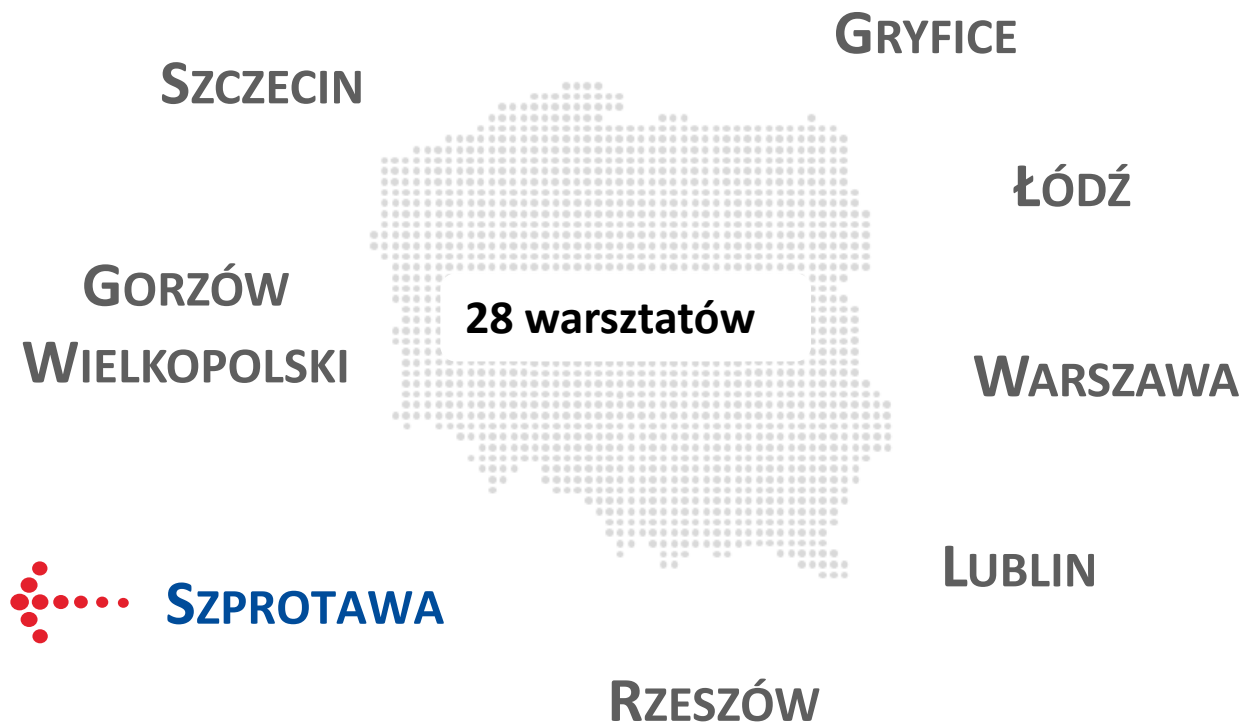 GRYFICE
SZCZECIN
ŁÓDŹ
GORZÓW
WIELKOPOLSKI
28 warsztatów
WARSZAWA
LUBLIN
SZPROTAWA
RZESZÓW